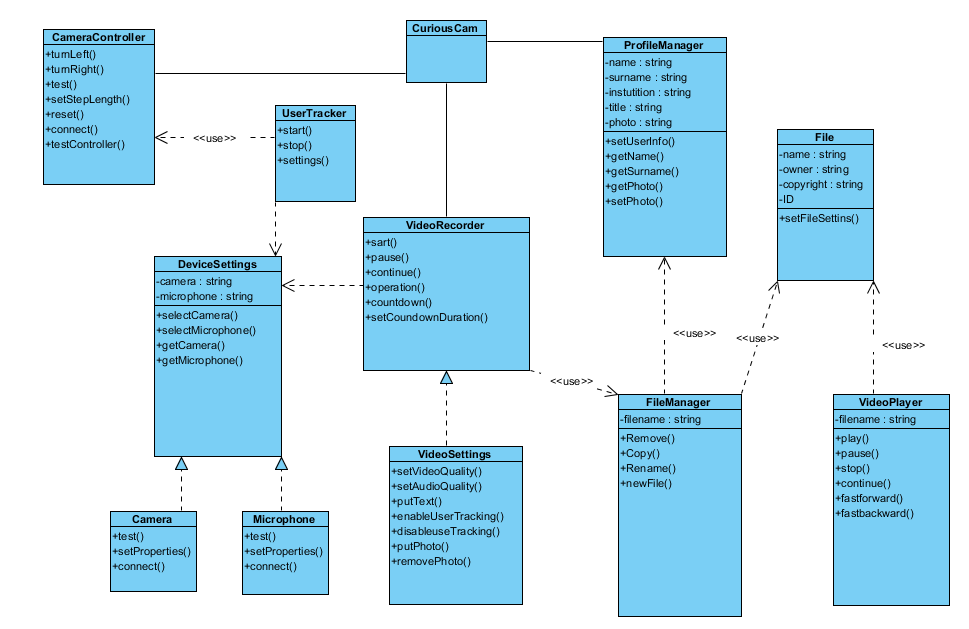 CuriousCam
CameraController
+turnLeft()
+turnRight()
+test()
+setStepLength()
+reset()
+connect()
+testController()
ProfileManager
-name : string
-surname : string
-instutition : string
-title : string
-photo : string
+setUserInfo()
+getName()
+getSurname()
+getPhoto()
+setPhoto()
UserTracker
+start()
+stop()
+settings()
<<use>>
File
-name : string
-owner : string
-copyright : string
-ID
+setFileSettins()
VideoRecorder
+sart()
+pause()
+continue()
+operation()
+countdown()
+setCoundownDuration()
DeviceSettings
-camera : string
-microphone : string
+selectCamera()
+selectMicrophone()
+getCamera()
+getMicrophone()
<<use>>
<<use>>
<<use>>
<<use>>
FileManager
-filename : string
+Remove()
+Copy()
+Rename()
+newFile()
VideoPlayer
-filename : string
+play()
+pause()
+stop()
+continue()
+fastforward()
+fastbackward()
VideoSettings
+setVideoQuality()
+setAudioQuality()
+putText()
+enableUserTracking()
+disableuseTracking()
+putPhoto()
+removePhoto()
Camera
+test()
+setProperties()
+connect()
Microphone
+test()
+setProperties()
+connect()